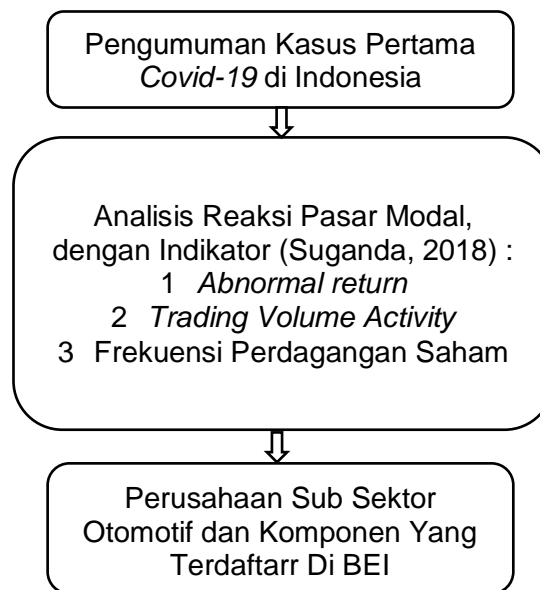 Pengumuman Kasus Pertama
Covid-19 di Indonesia
Analisis Reaksi Pasar Modal,
dengan Indikator (Suganda, 2018) :
1 Abnormal return
2 Trading Volume Activity
3 Frekuensi Perdagangan Saham
Perusahaan Sub Sektor
Otomotif dan Komponen Yang
Terdaftarr Di BEI